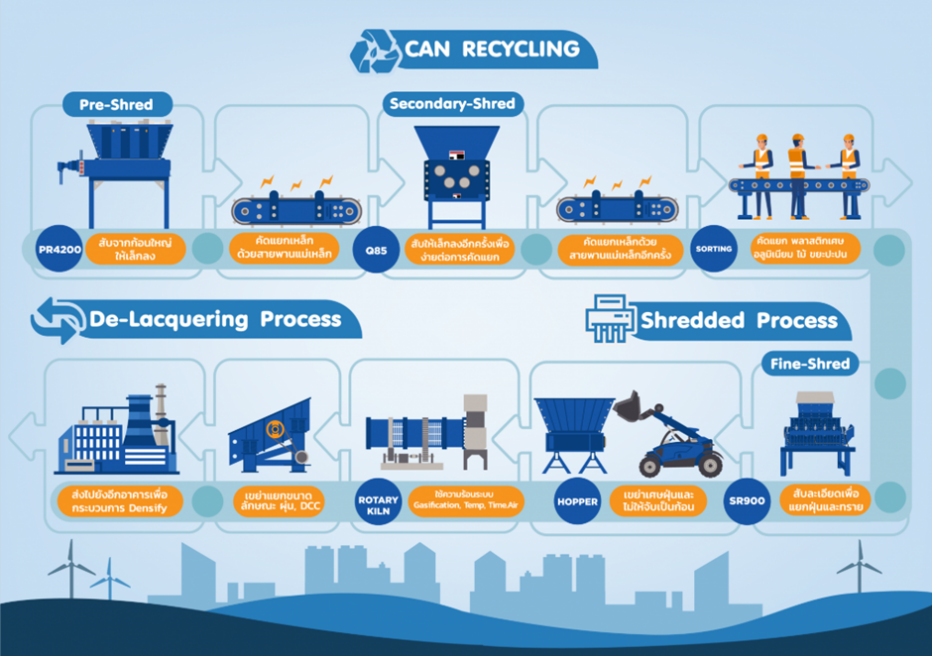 CAN RECYCLING
Pre-Shred
Secondary-Shred
PR4200
สับจากก้อนใหญ่
ให้เล็กลง
คัดแยกเหล็ก
ด้วยสายพานแม่เหล็ก
Q85
สับให้เล็กลงอีกครั้งเพื่อ
ง่ายต่อการคัดแยก
คัดแยกเหล็กด้วย
สายพานแม่เหล็กอีกครั้ง
SORTING
คัดแยก พลาสติกเศษ
อลูมิเนียม ไม้ ขยะปะปน
De-Lacquering Process
Shredded Process
Fine-Shred
ส่งไปยังอีกอาคารเพื่อ
กระบวนการ Densify
เขย่าแยกขนาด
ลักษณะ ฝุ่น, DCC
ROTARY
KILN
ใช้ความร้อนระบบ
Gasification, Temp, Time,Air
HOPPER
เขย่าเศษฝุ่นและ
ไม่ให้จับเป็นก้อน
SR900
สับละเอียดเพื่อ
แยกฝุ่นและทราย